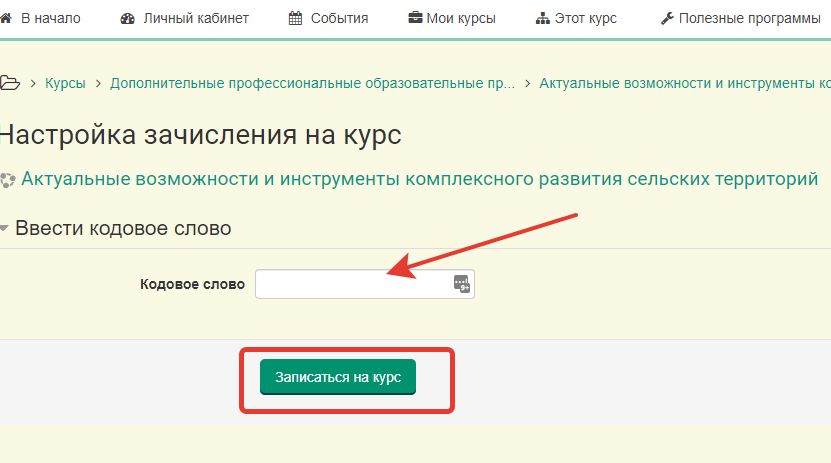 В начало Личный кабинет События Мои курсы Этот курс Полезные программы
Курсы > Дополнительные профессиональные образовательные пр... > Актуальные возможности и инструменты
Настройка зачисления на курс
Актуальные возможности и инструменты комплексного развития сельских территорий
Ввести кодовое слово
Кодовое слово
9+
Записаться на курс